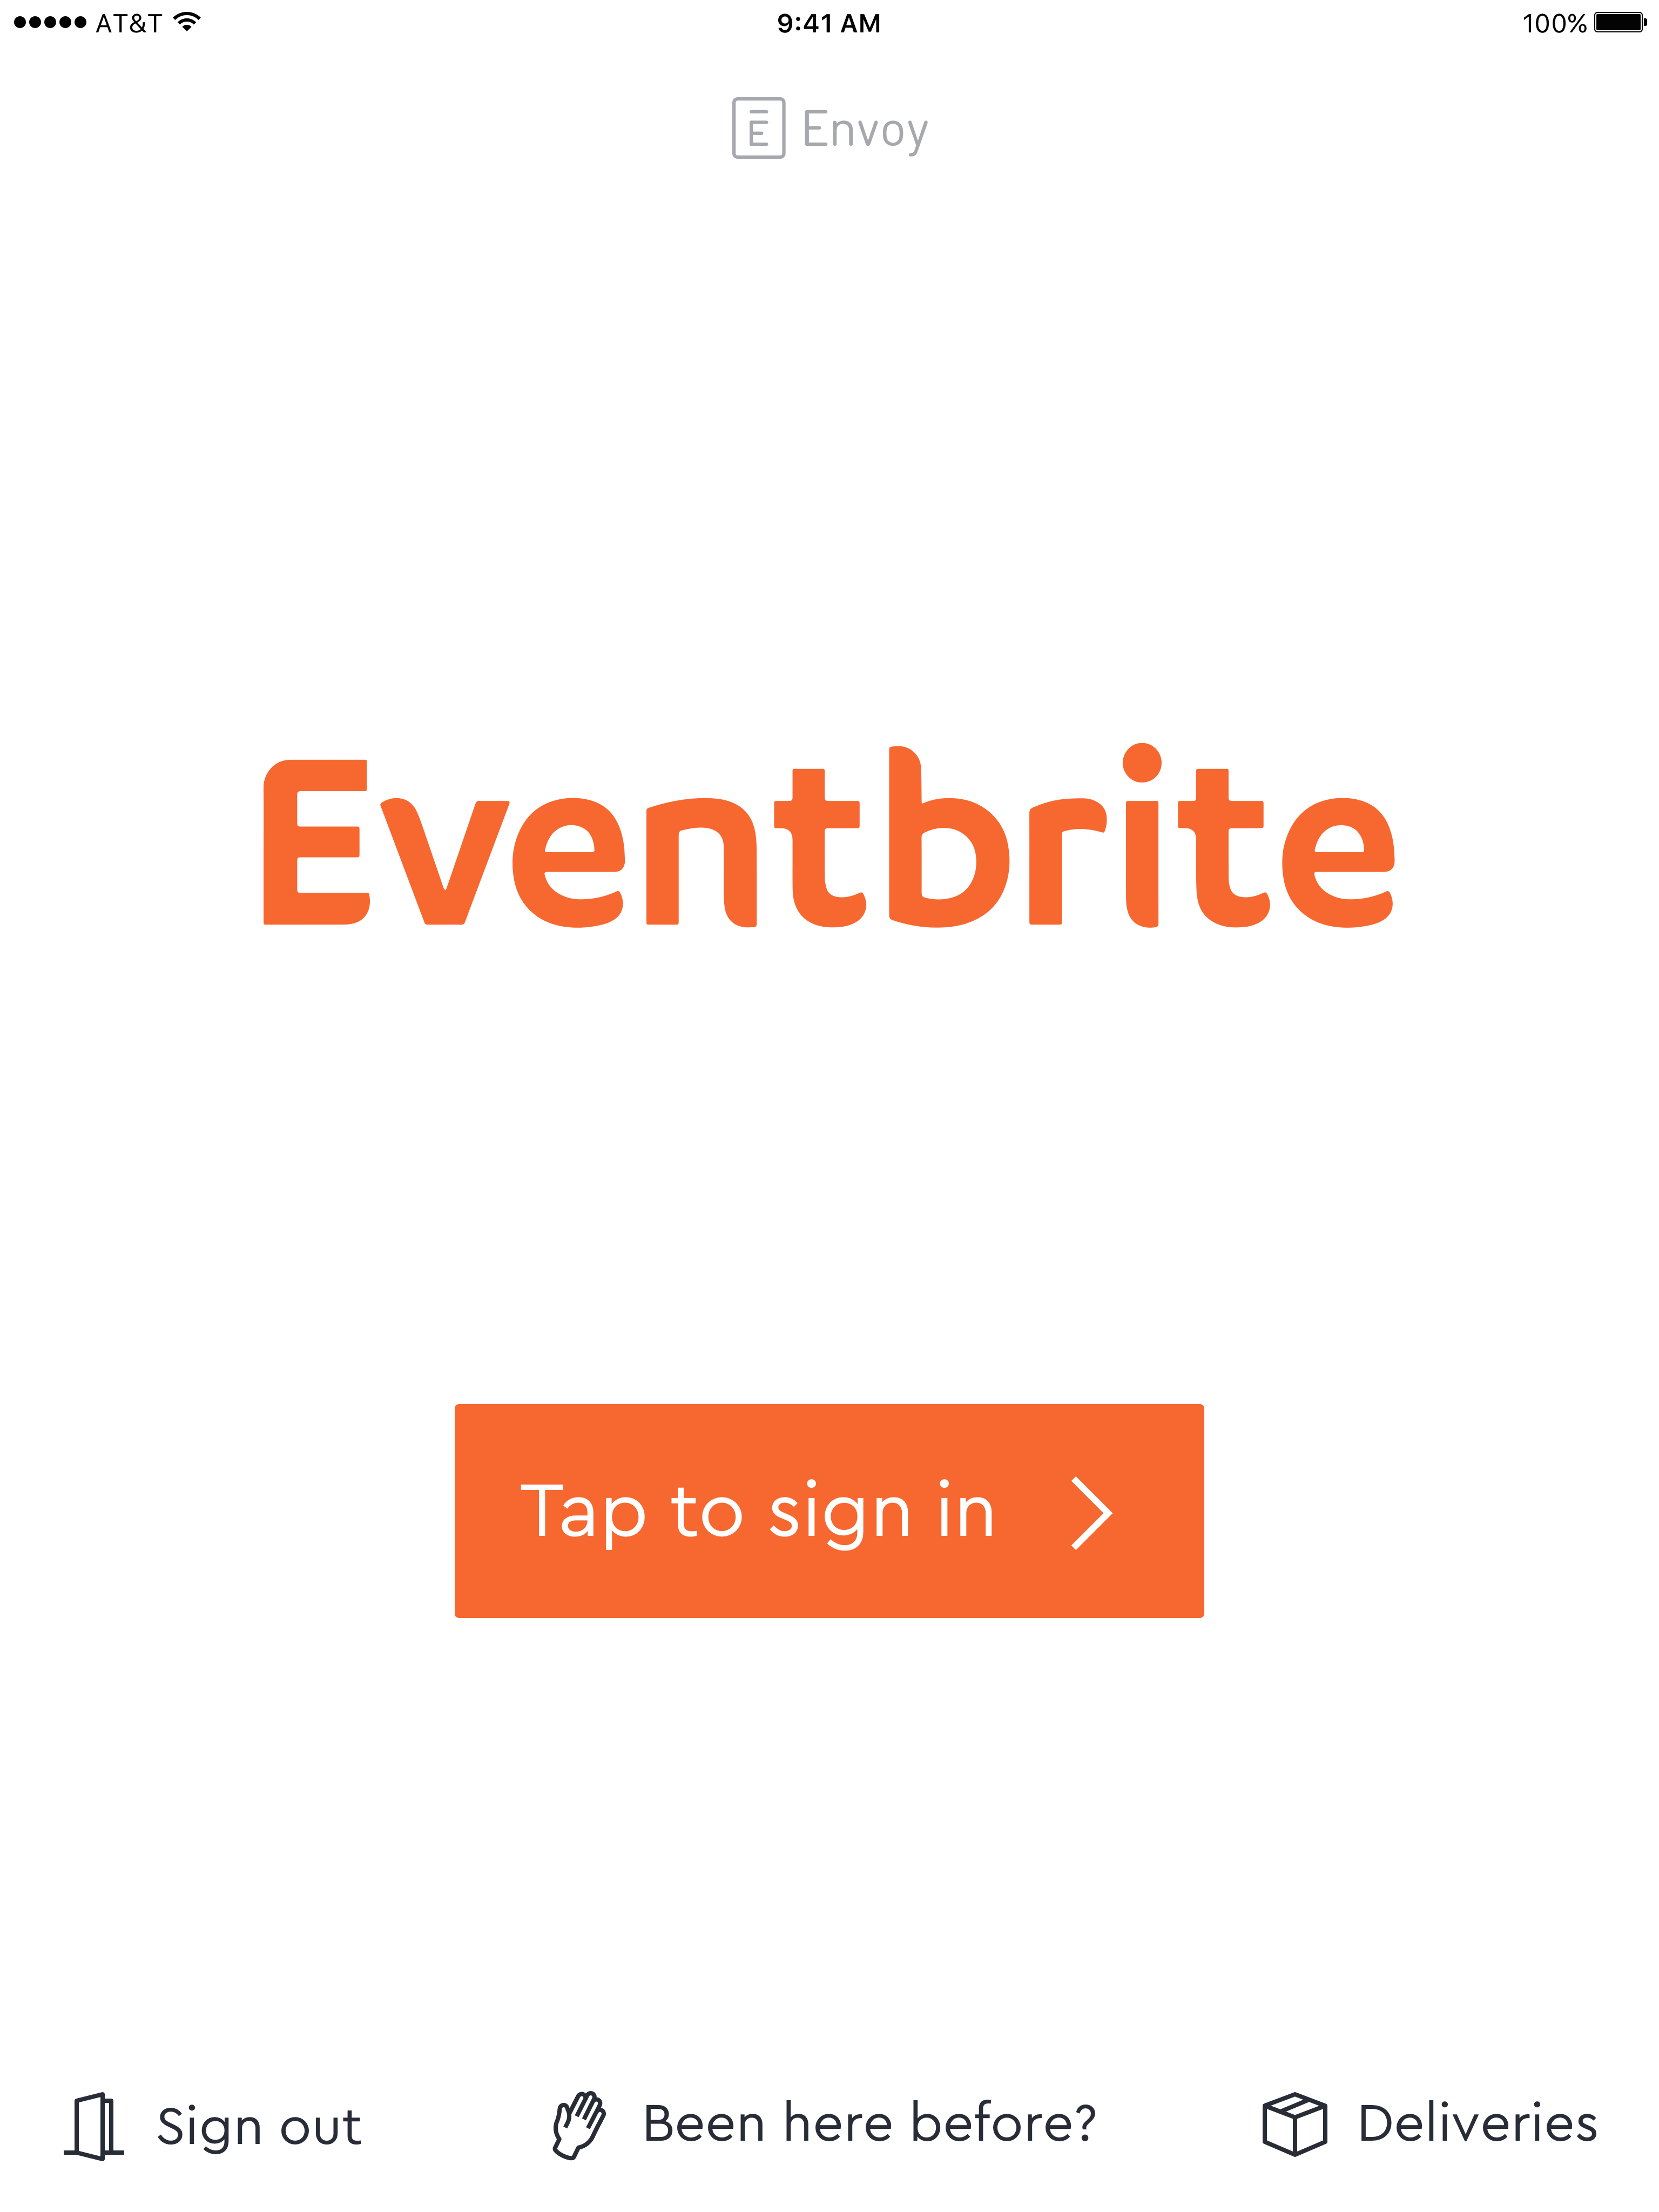 AT&T 9:41 AM 100%
E Envoy
Eventbrite
Tap to sign in
Sign out Been here before? Deliveries